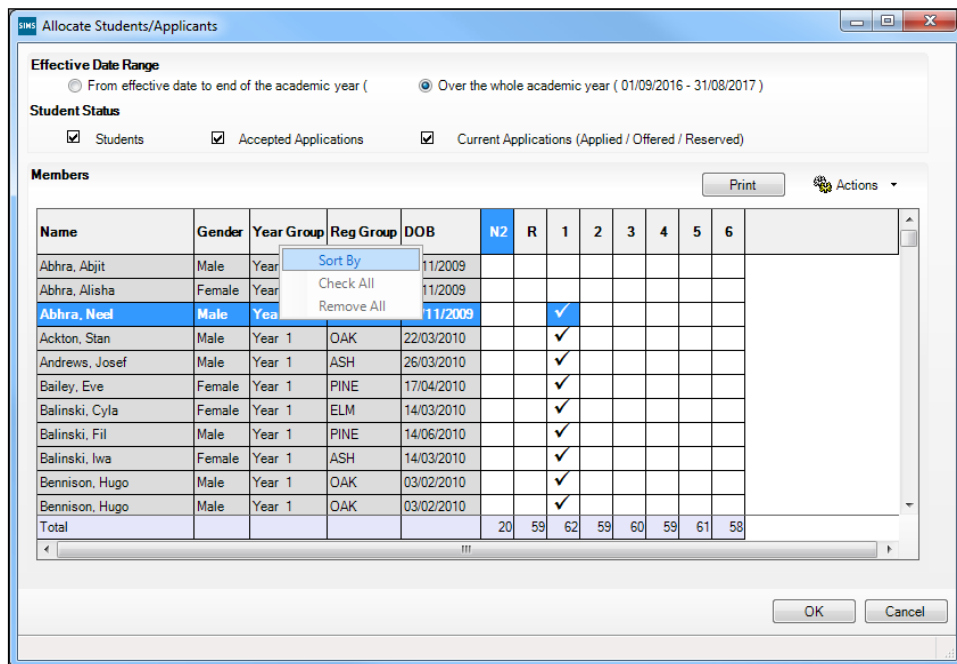 SIMS Allocate Students/Applicants
Effective Date Range
From effective date to end of the academic year ( Over the whole academic year ( 01/09/2016 - 31/08/2017 )
Student Status
Students Accepted Applications Current Applications (Applied / Offered / Reserved)
Members
Print Actions
Name Gender Year Group Reg Group DOB N2 R 1 2 3 4 5 6
Sort By
Check All
Remove All
Abhra, Abjit Male Year 11/2009
Abhra, Alisha Female Year 11/2009
Abhra, Neel Male Yea /11/2009 ✓
Ackton, Stan Male Year 1 OAK 22/03/2010 ✓
Andrews, Josef Male Year 1 ASH 26/03/2010 ✓
Bailey, Eve Female Year 1 PINE 17/04/2010 ✓
Balinski, Cyla Female Year 1 ELM 14/03/2010 ✓
Balinski, Fil Male Year 1 PINE 14/06/2010 ✓
Balinski, Iwa Female Year 1 ASH 14/03/2010 ✓
Bennison, Hugo Male Year 1 OAK 03/02/2010 ✓
Bennison, Hugo Male Year 1 OAK 03/02/2010 ✓
Total 20 59 62 59 60 59 61 58
OK Cancel